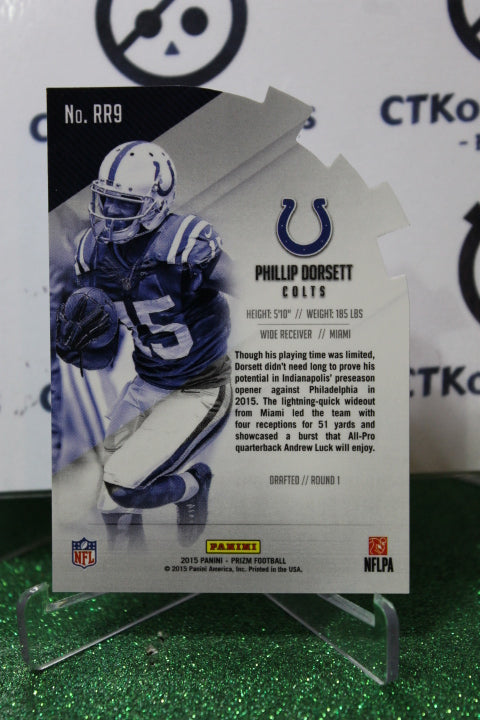 No. RR9
CTKo
15
PHILLIP DORSETT
COLTS
HEIGHT: 5'10" // WEIGHT: 185 LBS
WIDE RECEIVER // MIAMI
Though his playing time was limited,
Dorsett didn't need long to prove his
potential in Indianapolis' preseason
opener against Philadelphia in
2015. The lightning-quick wideout
from Miami led the team with
four receptions for 51 yards and
showcased a burst that All-Pro
quarterback Andrew Luck will enjoy.
CTKo
DRAFTED // ROUND 1
NFL
PANINI
2015 PANINI - PRIZM FOOTBALL
© 2015 Panini America, Inc. Printed in the USA.
NFLPA